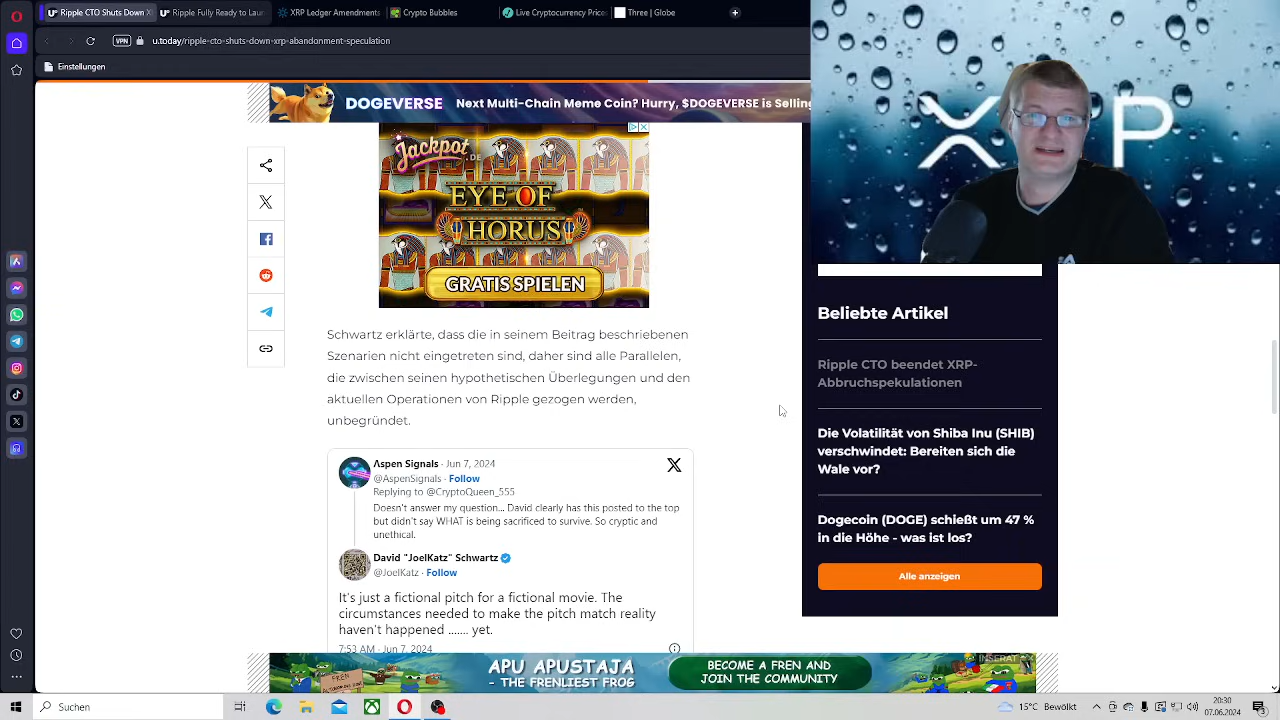 Ripple CTO Shuts Down X
Ripple Fully Ready to Laun
XRP Ledger Amendments
Crypto Bubbles
Live Cryptocurrency Price
Three | Globe
VPN
u.today/ripple-cto-shuts-down-xrp-abandonment-speculation
Einstellungen
DOGEVERSE Next Multi-Chain Meme Coin? Hurry, $DOGEVERSE is Selling
XRP
Jackpot.DE
EYE OF
HORUS
GRATIS SPIELEN
Schwartz erklärte, dass die in seinem Beitrag beschriebenen
Szenarien nicht eingetreten sind, daher sind alle Parallelen,
die zwischen seinen hypothetischen Überlegungen und den
aktuellen Operationen von Ripple gezogen werden,
unbegründet.
Aspen Signals · Jun 7, 2024
@AspenSignals · Follow
Replying to @CryptoQueen_555
Doesn't answer my question... David clearly has this posted to the top
but didn't say WHAT is being sacrificed to survive. So cryptic and
unethical.
David "JoelKatz" Schwartz
@JoelKatz · Follow
It's just a fictional pitch for a fictional movie. The
circumstances needed to make the pitch match reality
haven't happened ....... yet.
7:53 AM · Jun 7, 2024
Beliebte Artikel
Ripple CTO beendet XRP-
Abbruchspekulationen
Die Volatilität von Shiba Inu (SHIB)
verschwindet: Bereiten sich die
Wale vor?
Dogecoin (DOGE) schießt um 47 %
in die Höhe - was ist los?
Alle anzeigen
APU APUSTAJA
- THE FRENLIEST FROG
BECOME A FREN AND
JOIN THE COMMUNITY
INSERAT
Suchen
15°C Bevölkt
20:30
07.06.2024